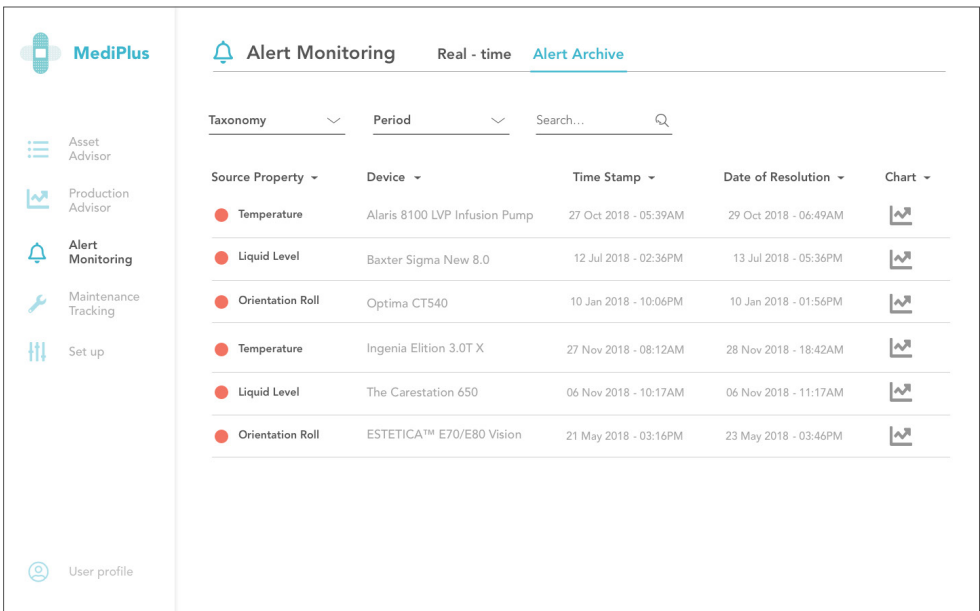 MediPlus
Alert Monitoring Real - time Alert Archive
Taxonomy Period Search...
Asset
Advisor
Production
Advisor
Alert
Monitoring
Maintenance
Tracking
Set up
User profile
Source Property Device Time Stamp Date of Resolution Chart
Temperature Alaris 8100 LVP Infusion Pump 27 Oct 2018 - 05:39AM 29 Oct 2018 - 06:49AM
Liquid Level Baxter Sigma New 8.0 12 Jul 2018 - 02:36PM 13 Jul 2018 - 05:36PM
Orientation Roll Optima CT540 10 Jan 2018 - 10:06PM 10 Jan 2018 - 01:56PM
Temperature Ingenia Elition 3.0T X 27 Nov 2018 - 08:12AM 28 Nov 2018 - 18:42AM
Liquid Level The Carestation 650 06 Nov 2018 - 10:17AM 06 Nov 2018 - 11:17AM
Orientation Roll ESTETICA™ E70/E80 Vision 21 May 2018 - 03:16PM 23 May 2018 - 03:46PM